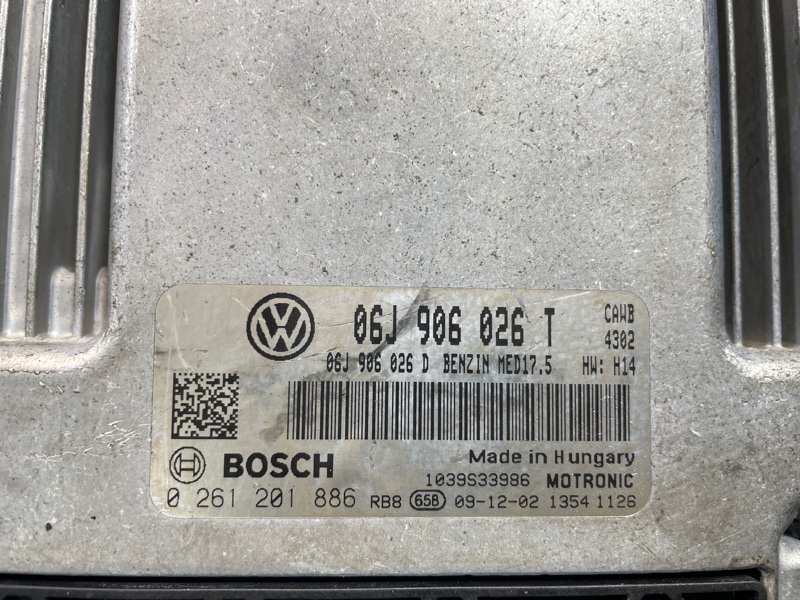 06J 906 026 T CAWB
4302
06J 906 026 D BENZIN MED17.5 HW: H14
Made in Hungary
BOSCH
1039S33986 MOTRONIC
0 261 201 886 RB8 65B 09-12-02 1354 1126